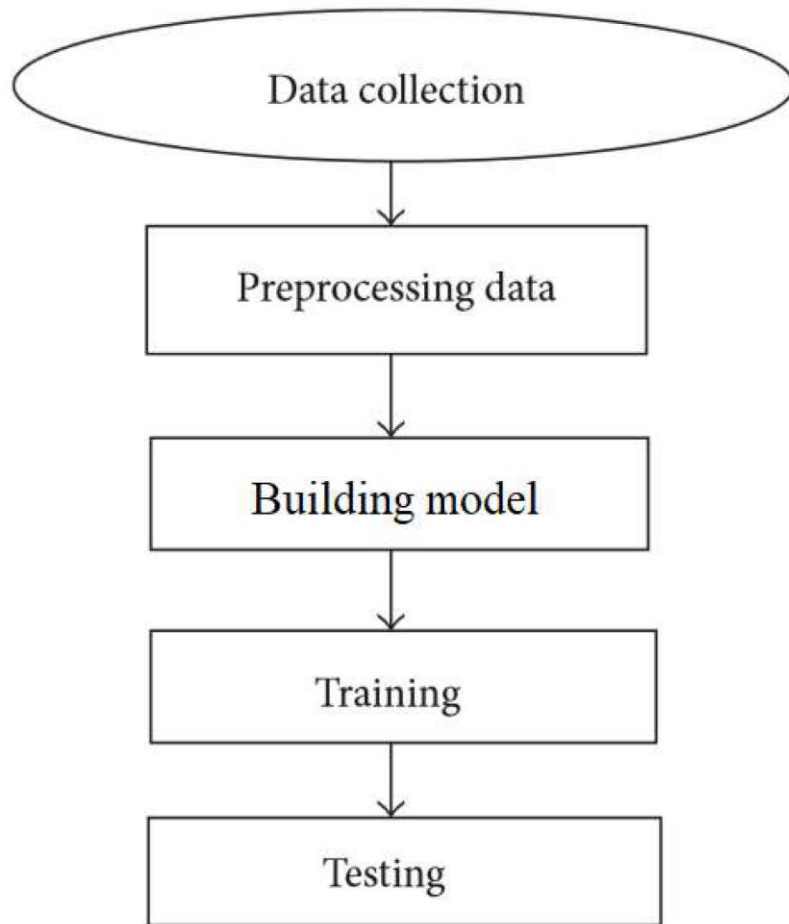 Data collection
Preprocessing data
Building model
Training
Testing